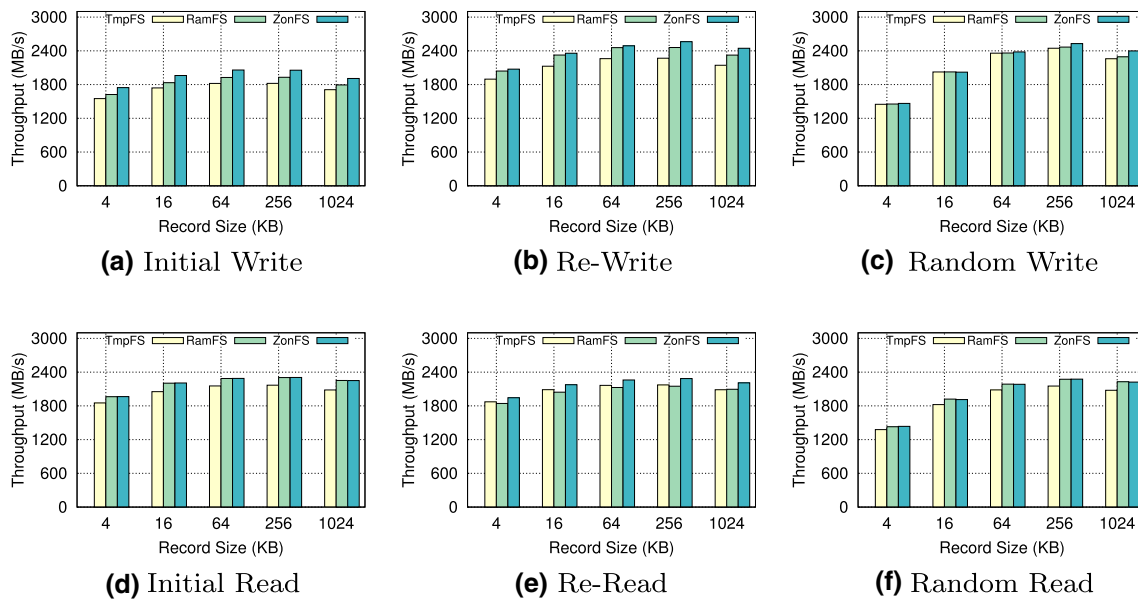 Throughput (MB/s)
3000
2400
1800
1200
600
0
TmpFS RamFS ZonFS
4 16 64 256 1024
Record Size (KB)
(a) Initial Write
Throughput (MB/s)
3000
2400
1800
1200
600
0
TmpFS RamFS ZonFS
4 16 64 256 1024
Record Size (KB)
(b) Re-Write
Throughput (MB/s)
3000
2400
1800
1200
600
0
TmpFS RamFS ZonFS
4 16 64 256 1024
Record Size (KB)
(c) Random Write
Throughput (MB/s)
3000
2400
1800
1200
600
0
TmpFS RamFS ZonFS
4 16 64 256 1024
Record Size (KB)
(d) Initial Read
Throughput (MB/s)
3000
2400
1800
1200
600
0
TmpFS RamFS ZonFS
4 16 64 256 1024
Record Size (KB)
(e) Re-Read
Throughput (MB/s)
3000
2400
1800
1200
600
0
TmpFS RamFS ZonFS
4 16 64 256 1024
Record Size (KB)
(f) Random Read